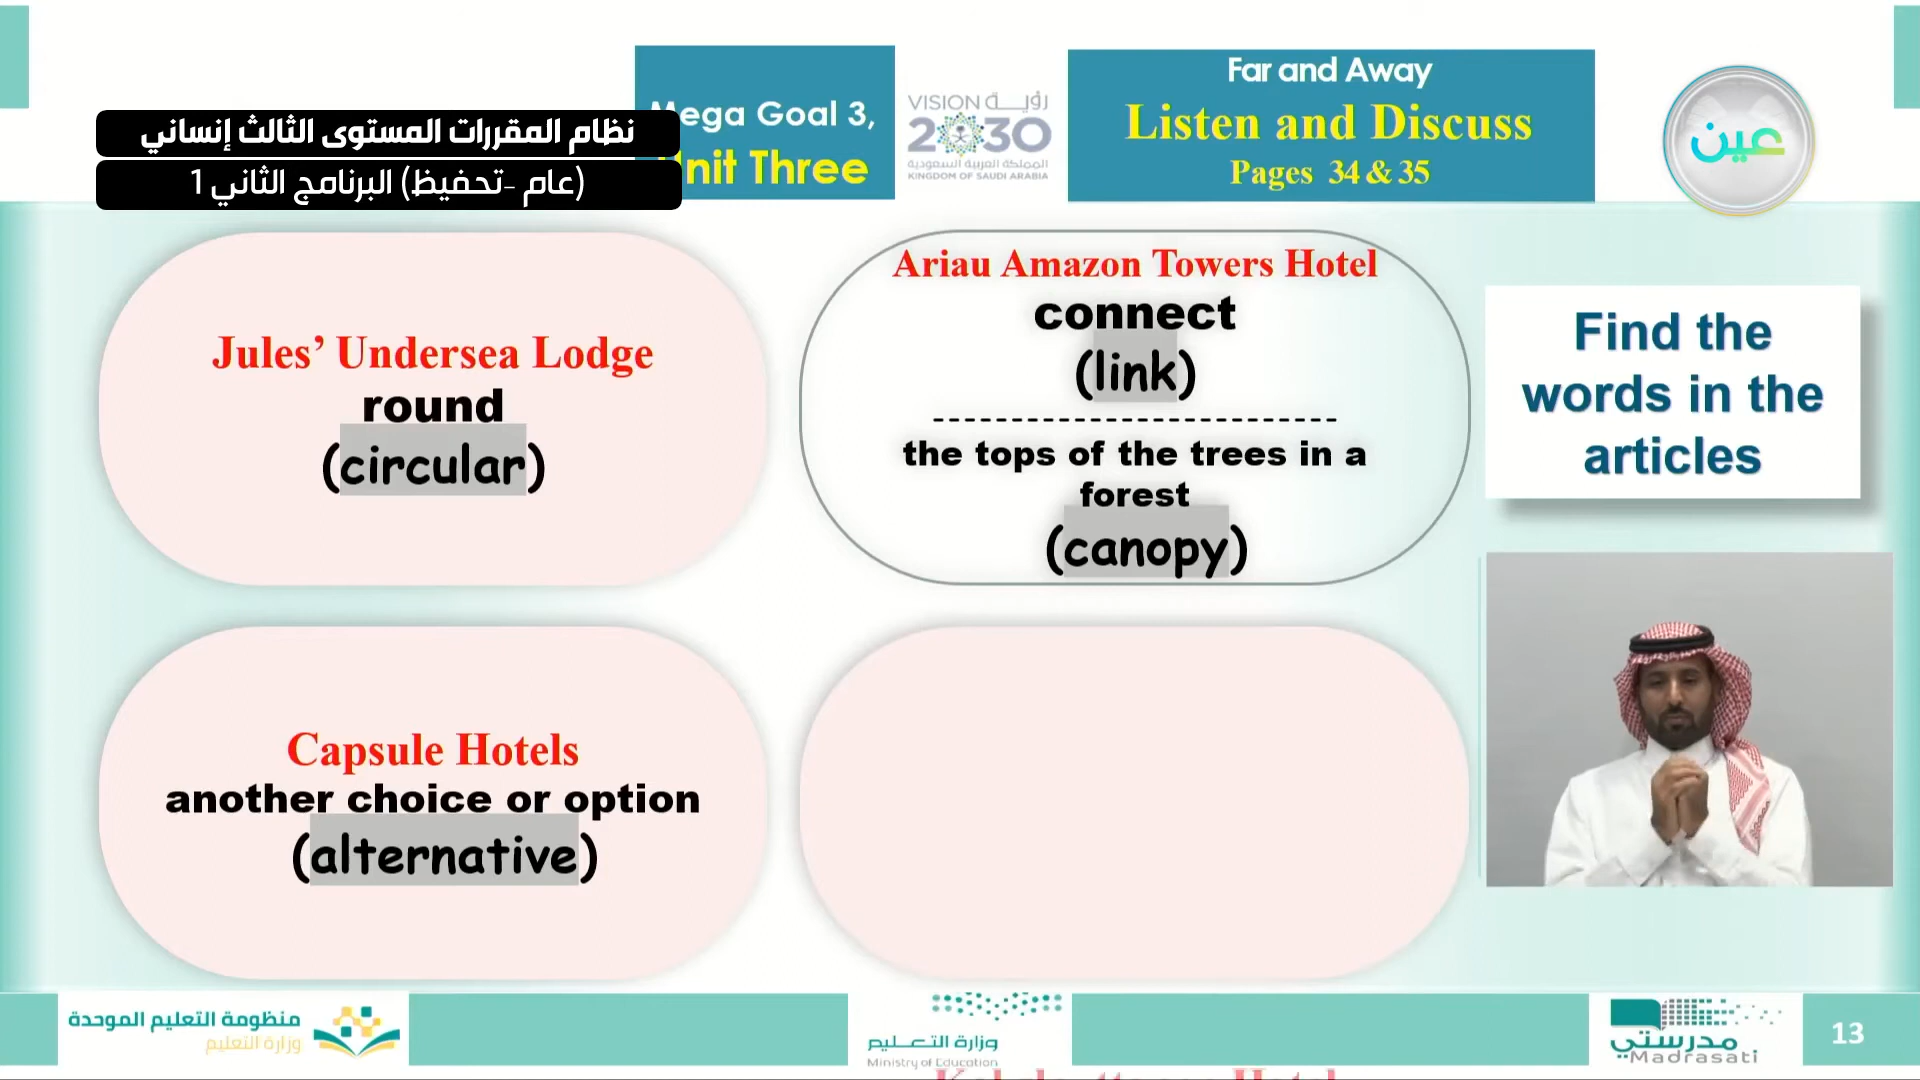 Far and Away
Mega Goal 3,
Listen and Discuss
Unit Three
Pages 34 & 35
VISION رؤيــة
2030
المملكة العربية السعودية
KINGDOM OF SAUDI ARABIA
عين
نظام المقررات المستوى الثالث إنساني
(عام -تحفيظ) البرنامج الثاني 1
Jules’ Undersea Lodge
round
(circular)
Ariau Amazon Towers Hotel
connect
(link)
--------------------------
the tops of the trees in a
forest
(canopy)
Find the
words in the
articles
Capsule Hotels
another choice or option
(alternative)
منظومة التعليم الموحدة
وزارة التعليم
وزارة التعـــليم
Ministry of Education
مدرستي
Madrasati
13